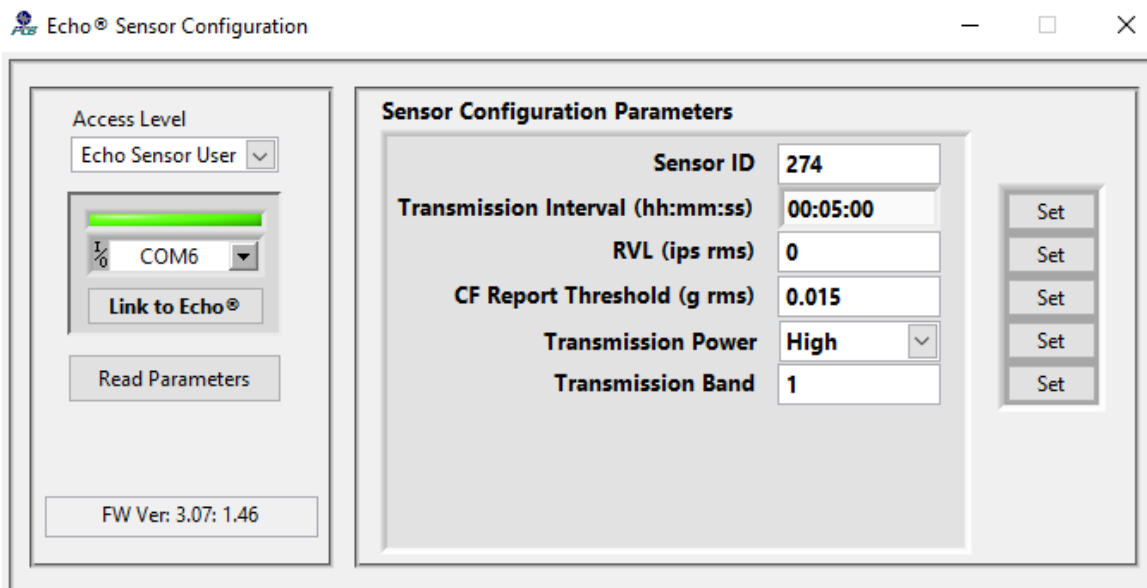 Echo® Sensor Configuration
Access Level
Echo Sensor User
I/O COM6
Link to Echo®
Read Parameters
FW Ver: 3.07: 1.46
Sensor Configuration Parameters
Sensor ID 274
Transmission Interval (hh:mm:ss) 00:05:00 Set
RVL (ips rms) 0 Set
CF Report Threshold (g rms) 0.015 Set
Transmission Power High Set
Transmission Band 1 Set